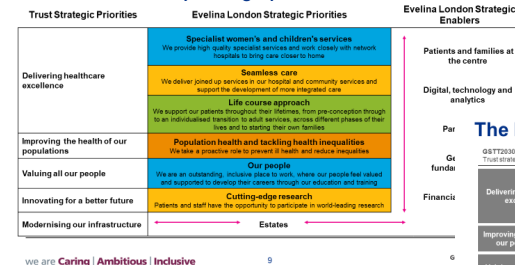 Trust Strategic Priorities
Evelina London Strategic Priorities
Evelina London Strategic
Enablers
Delivering healthcare
excellence
Specialist women's and children's services
We provide high quality specialist services and work closely with network
hospitals to bring care closer to home
Seamless care
We deliver joined up services in our hospital and community services and
support the development of more integrated care
Life course approach
We support our patients throughout their lifetimes, from pre-conception through
to an individualised transition to adult services, across different phases of their
lives and to starting their own families
Improving the health of our
populations
Population health and tackling health inequalities
We take a proactive role to prevent ill health and reduce inequalities
Valuing all our people
Our people
We are an outstanding, inclusive place to work, where our people feel valued
and supported to develop their careers through our education and training
Innovating for a better future
Cutting-edge research
Patients and staff have the opportunity to participate in world-leading research
Modernising our infrastructure
Estates
Patients and families at
the centre
Digital, technology and
analytics
Par
Ge
fundar
Financia
The
GSTT2030
Trust strate
Deliverin
exc
Improving
our po
we are Caring | Ambitious | Inclusive
9
G